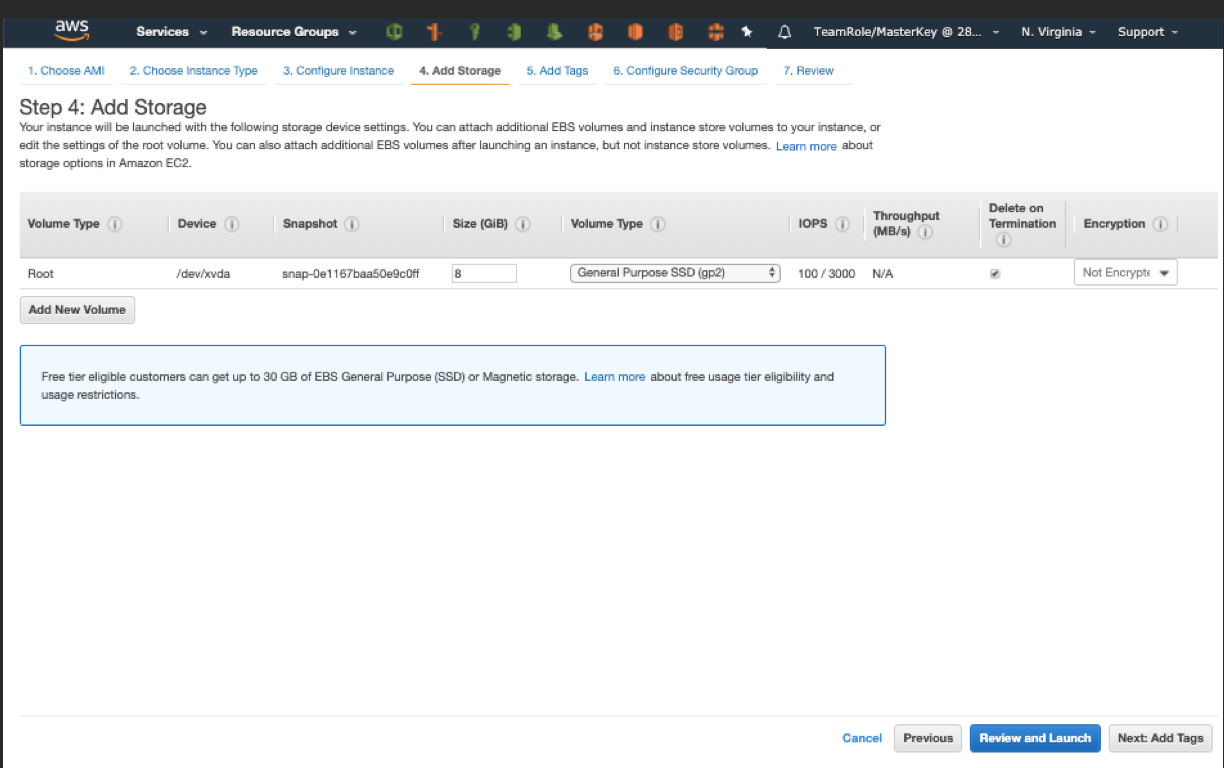 aws
Services
Resource Groups
TeamRole/MasterKey @ 28...
N. Virginia
Support
1. Choose AMI
2. Choose Instance Type
3. Configure Instance
4. Add Storage
5. Add Tags
6. Configure Security Group
7. Review
Step 4: Add Storage
Your instance will be launched with the following storage device settings. You can attach additional EBS volumes and instance store volumes to your instance, or
edit the settings of the root volume. You can also attach additional EBS volumes after launching an instance, but not instance store volumes. Learn more about
storage options in Amazon EC2.
Volume Type i
Device i
Snapshot i
Size (GiB) i
Volume Type i
IOPS i
Throughput
(MB/s) i
Delete on
Termination
i
Encryption i
Root
/dev/xvda
snap-0e1167baa50e9c0ff
8
General Purpose SSD (gp2)
100 / 3000
N/A
Not Encrypte
Add New Volume
Free tier eligible customers can get up to 30 GB of EBS General Purpose (SSD) or Magnetic storage. Learn more about free usage tier eligibility and
usage restrictions.
Cancel
Previous
Review and Launch
Next: Add Tags